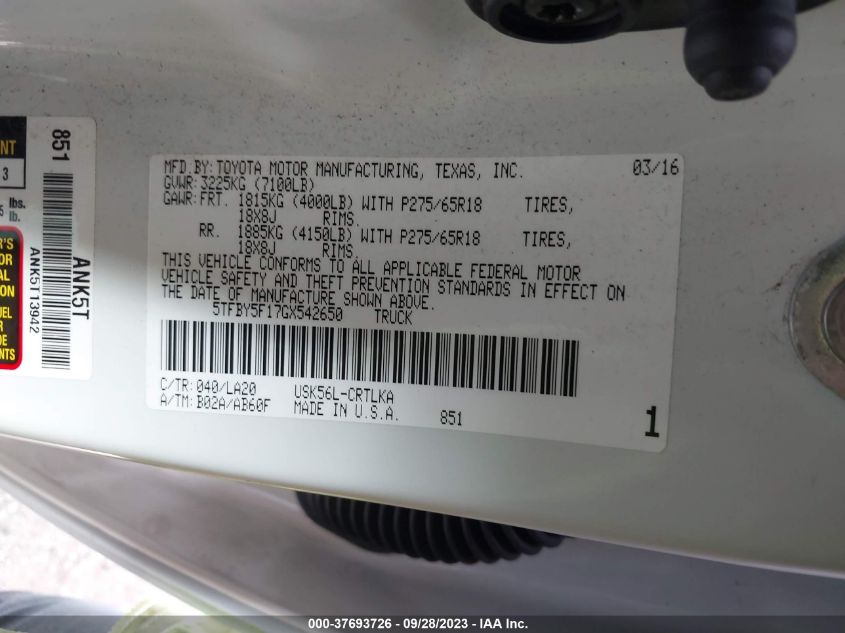 MFD.BY: TOYOTA MOTOR MANUFACTURING, TEXAS, INC. 03/16
GVWR: 3225KG (7100LB)
GAWR: FRT. 1815KG (4000LB) WITH P275/65R18 TIRES,
18X8J RIMS.
RR. 1885KG (4150LB) WITH P275/65R18 TIRES,
18X8J RIMS.
THIS VEHICLE CONFORMS TO ALL APPLICABLE FEDERAL MOTOR
VEHICLE SAFETY AND THEFT PREVENTION STANDARDS IN EFFECT ON
THE DATE OF MANUFACTURE SHOWN ABOVE.
5TFBY5F17GX542650 TRUCK
C/TR: 040/LA20 USK56L-CRTLKA
A/TM: B02A/AB60F MADE IN U.S.A. 851 1
851
ANK5T
ANK5T13942
3
lbs.
lb.
000-37693726 - 09/28/2023 - IAA Inc.